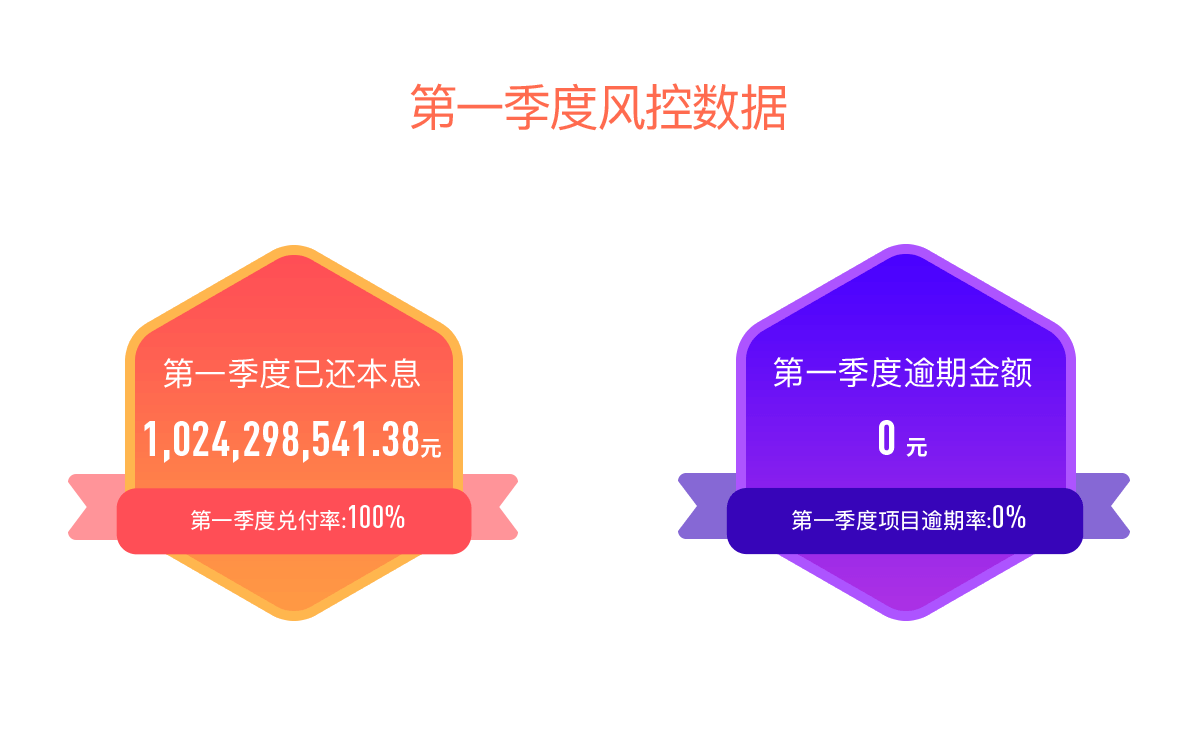 第一季度风控数据
第一季度已还本息
1,024,298,541.38元
第一季度兑付率:100%
第一季度逾期金额
0 元
第一季度项目逾期率:0%